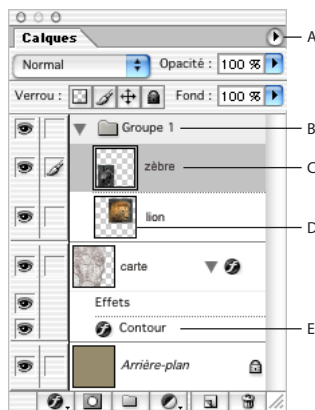 Calques
A
Normal
Opacité : 100 %
Verrou :
Fond : 100 %
Groupe 1
B
zèbre
C
lion
D
carte
Effets
Contour
E
Arrière-plan